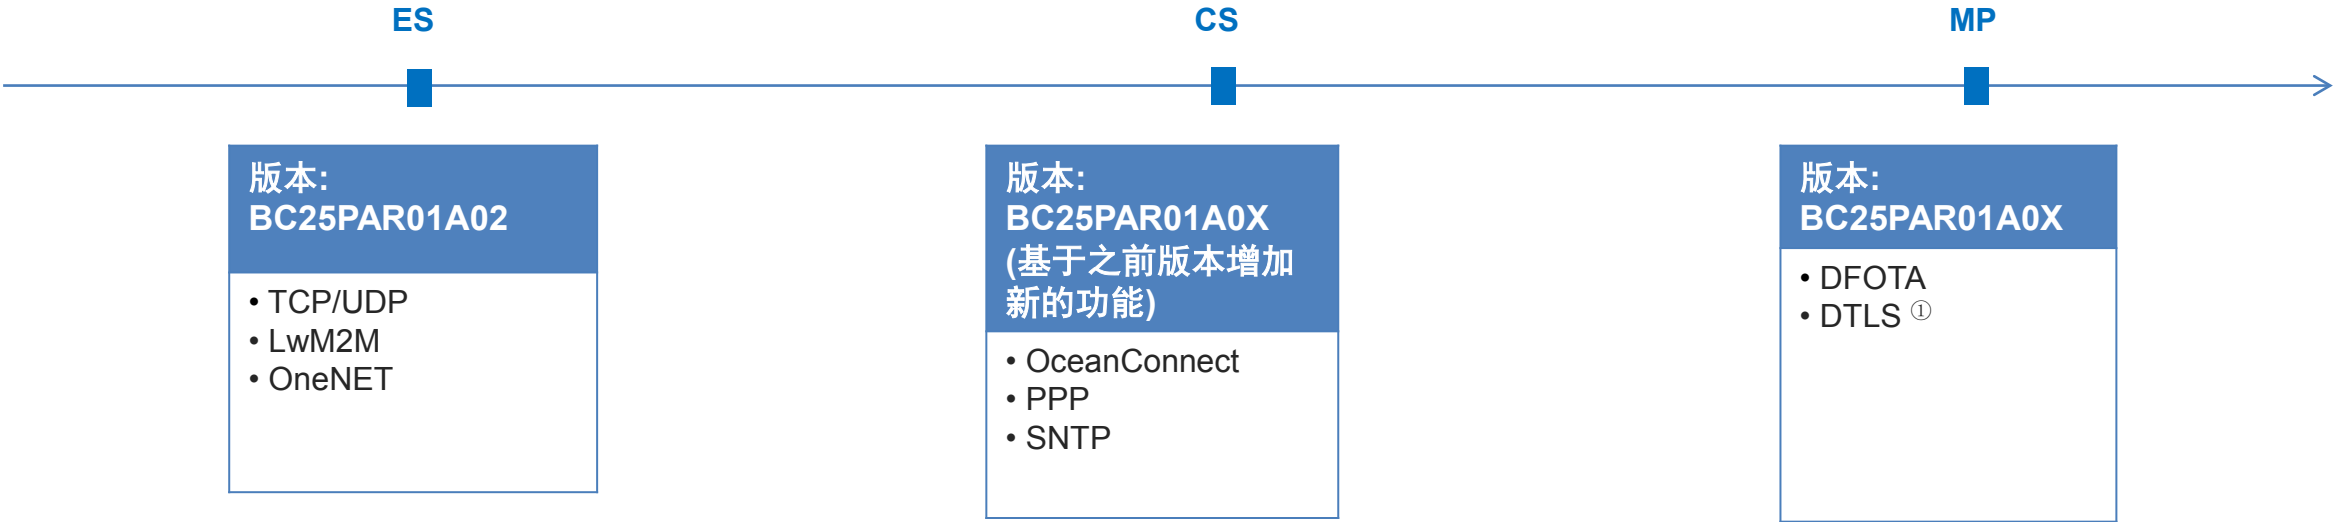 ES
CS
MP
版本:
BC25PAR01A02
• TCP/UDP
• LwM2M
• OneNET
版本:
BC25PAR01A0X
(基于之前版本增加
新的功能)
• OceanConnect
• PPP
• SNTP
版本:
BC25PAR01A0X
• DFOTA
• DTLS ①